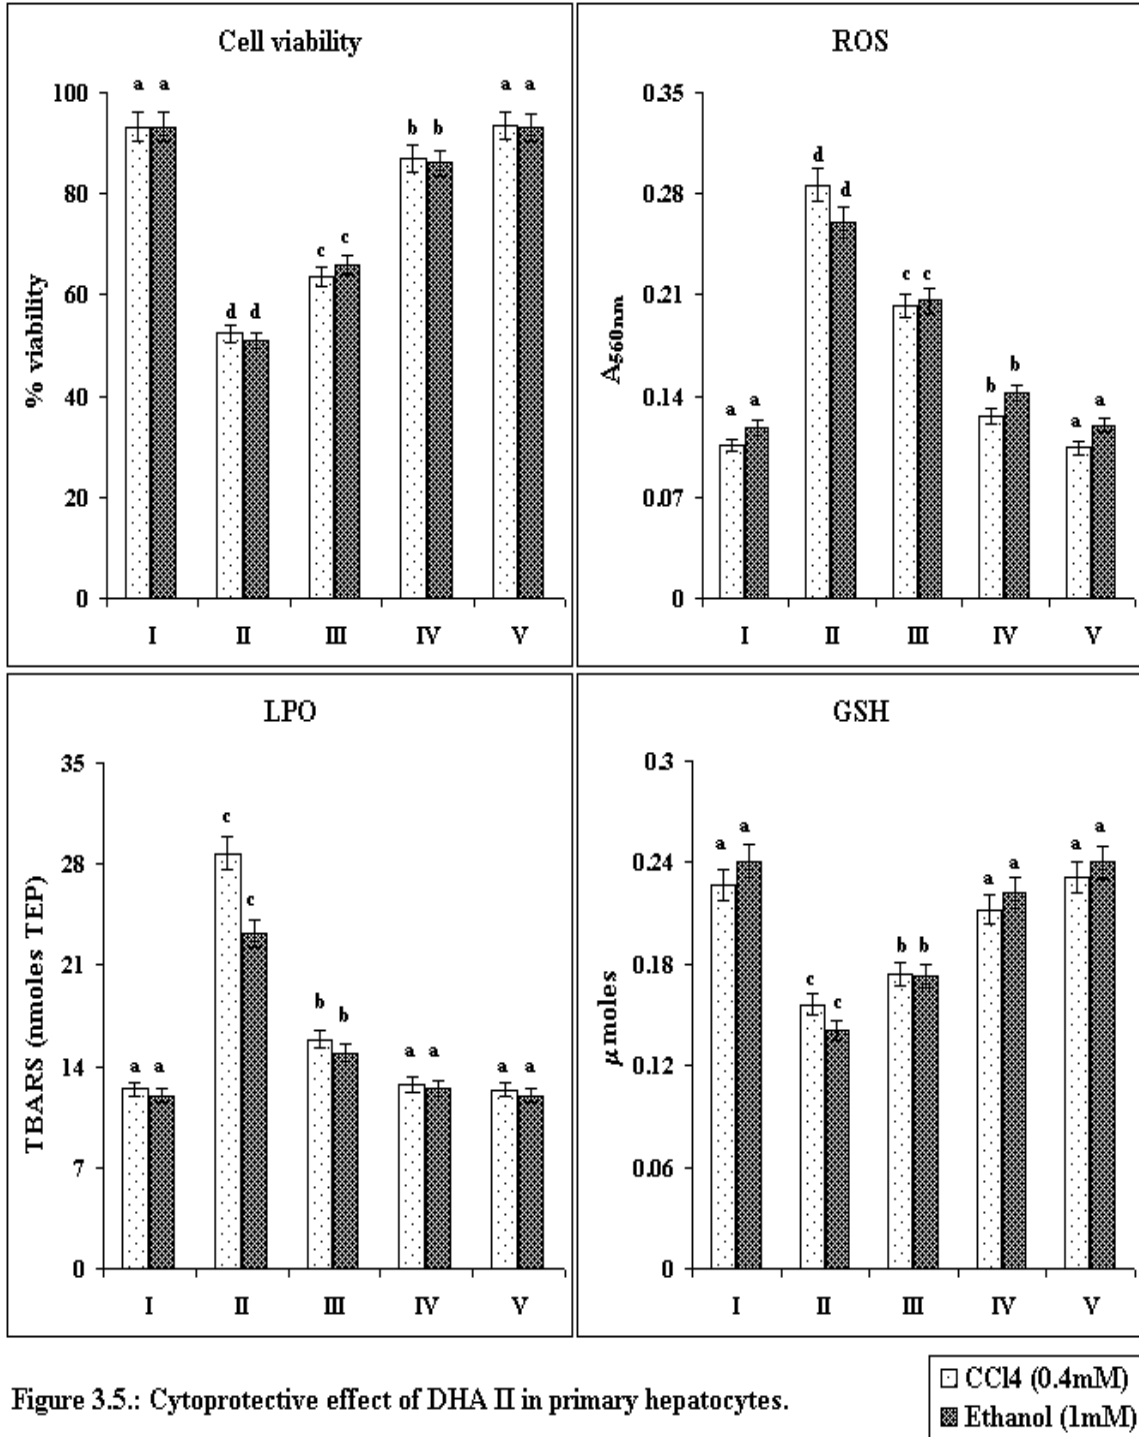 Cell viability
a a
a a
b b
c c
d d
100
80
60
40
20
0
% viability
I II III IV V
ROS
d
d
c c
b
b
a
a
a
a
0.35
0.28
0.21
0.14
0.07
0
A560nm
I II III IV V
LPO
c
c
b b
a a
a a
a a
35
28
21
14
7
0
TBARS (nmoles TEP)
I II III IV V
GSH
a a
a a
a a
b b
c
c
0.3
0.24
0.18
0.12
0.06
0
μmoles
I II III IV V
Figure 3.5.: Cytoprotective effect of DHA II in primary hepatocytes.
CCl4 (0.4mM)
Ethanol (1mM)